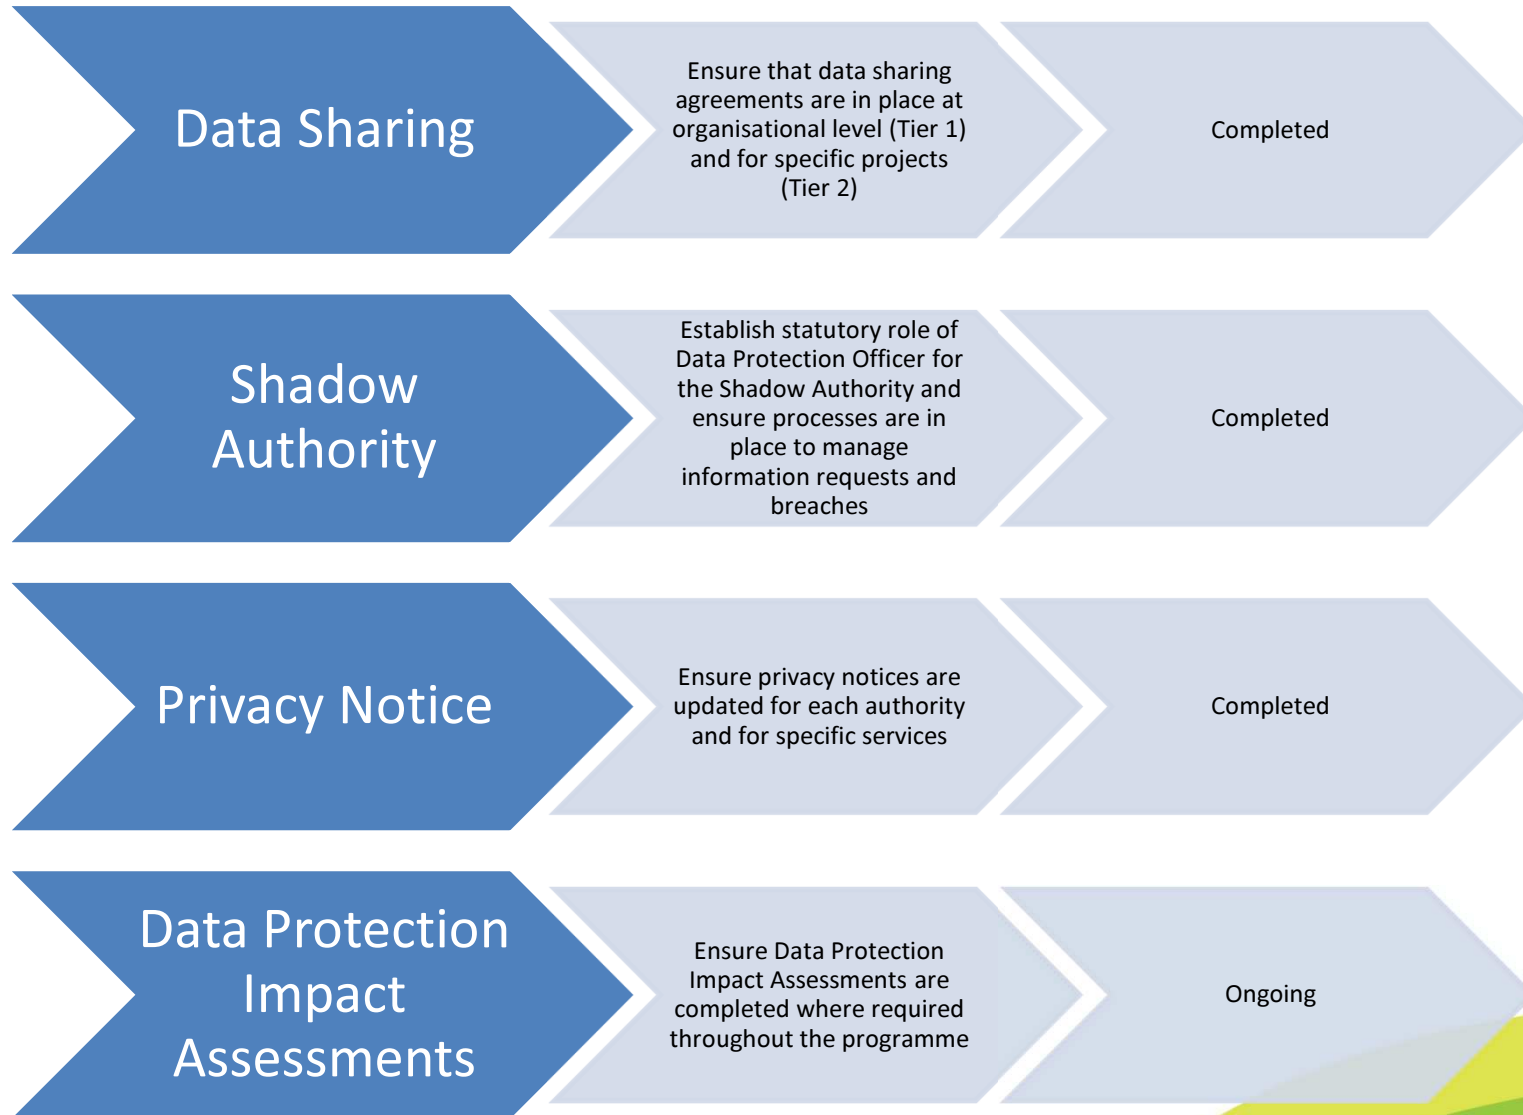 Data Sharing
Ensure that data sharing
agreements are in place at
organisational level (Tier 1)
and for specific projects
(Tier 2)
Completed
Shadow
Authority
Establish statutory role of
Data Protection Officer for
the Shadow Authority and
ensure processes are in
place to manage
information requests and
breaches
Completed
Privacy Notice
Ensure privacy notices are
updated for each authority
and for specific services
Completed
Data Protection
Impact
Assessments
Ensure Data Protection
Impact Assessments are
completed where required
throughout the programme
Ongoing